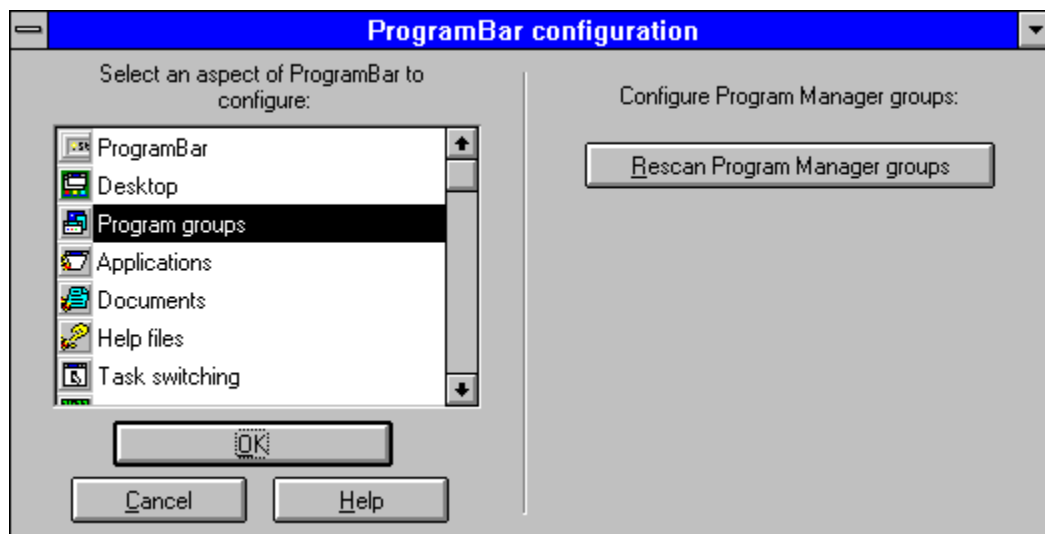 ProgramBar configuration
Select an aspect of ProgramBar to
configure:
ProgramBar
Desktop
Program groups
Applications
Documents
Help files
Task switching
OK
Cancel
Help
Configure Program Manager groups:
Rescan Program Manager groups